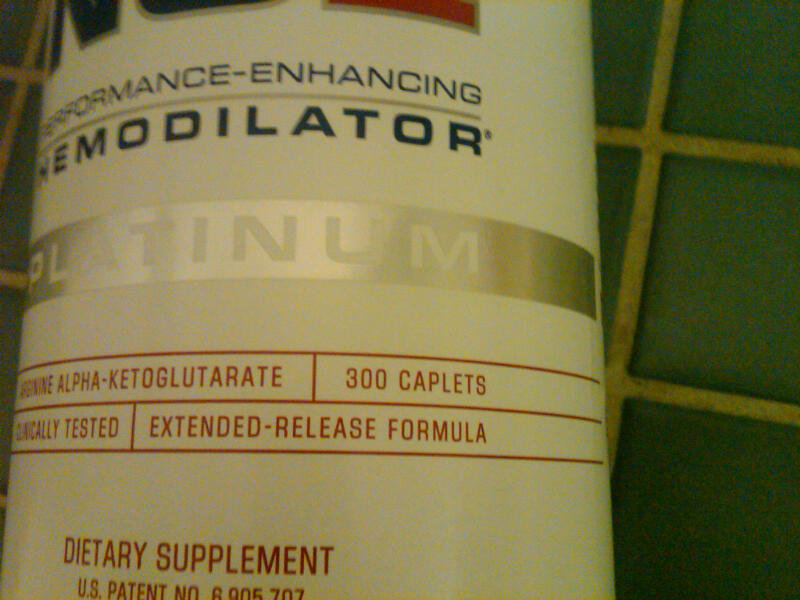 PERFORMANCE-ENHANCING
HEMODILATOR®
PLATINUM
ARGININE ALPHA-KETOGLUTARATE 300 CAPLETS
CLINICALLY TESTED EXTENDED-RELEASE FORMULA
DIETARY SUPPLEMENT
U.S. PATENT NO. 6,905,707